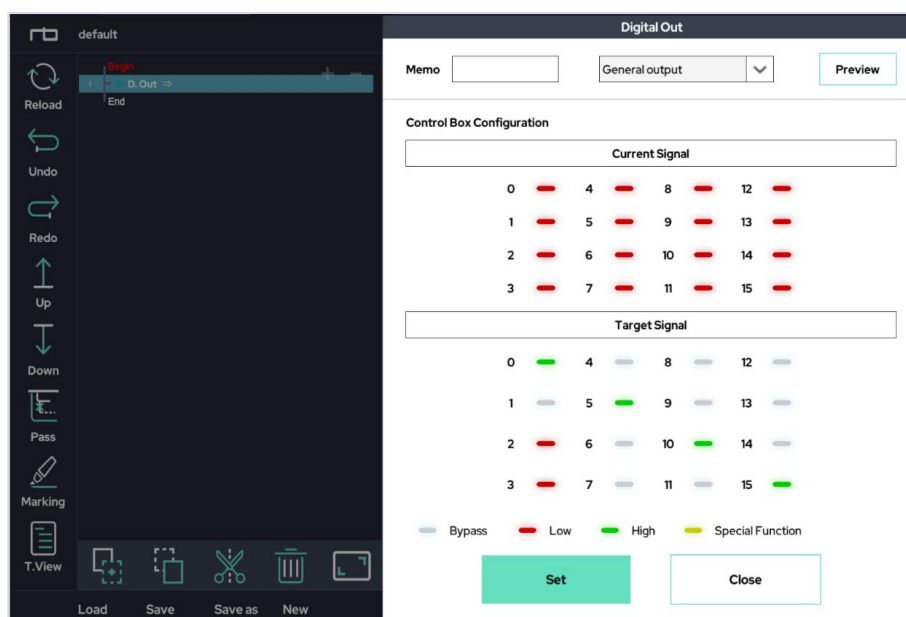 default
Digital Out
Begin
1 D. Out ⇒
End
Memo General output Preview
Reload
Undo
Redo
Up
Down
Pass
Marking
T.View
Load Save Save as New
Control Box Configuration
Current Signal
0 4 8 12
1 5 9 13
2 6 10 14
3 7 11 15
Target Signal
0 4 8 12
1 5 9 13
2 6 10 14
3 7 11 15
Bypass Low High Special Function
Set Close